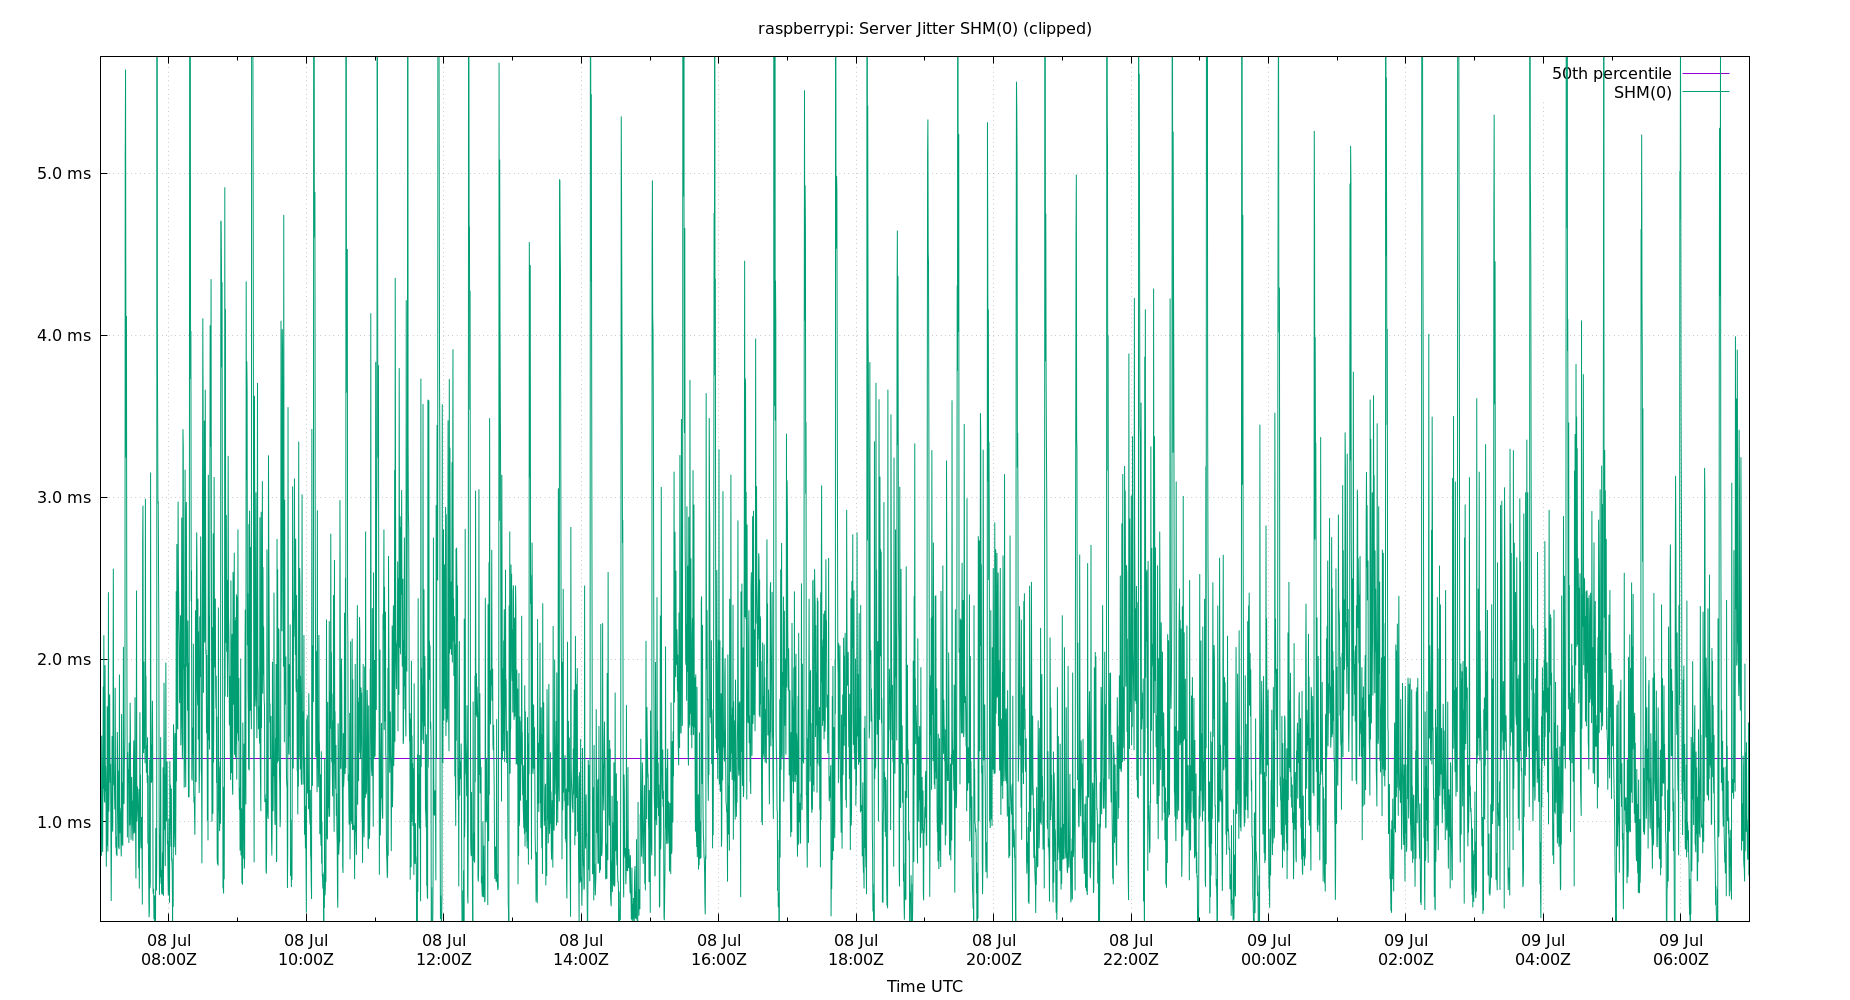 raspberrypi: Server Jitter SHM(0) (clipped)
50th percentile
SHM(0)
5.0 ms
4.0 ms
3.0 ms
2.0 ms
1.0 ms
08 Jul 08 Jul 08 Jul 08 Jul 08 Jul 08 Jul 08 Jul 08 Jul 09 Jul 09 Jul 09 Jul 09 Jul
08:00Z 10:00Z 12:00Z 14:00Z 16:00Z 18:00Z 20:00Z 22:00Z 00:00Z 02:00Z 04:00Z 06:00Z
Time UTC